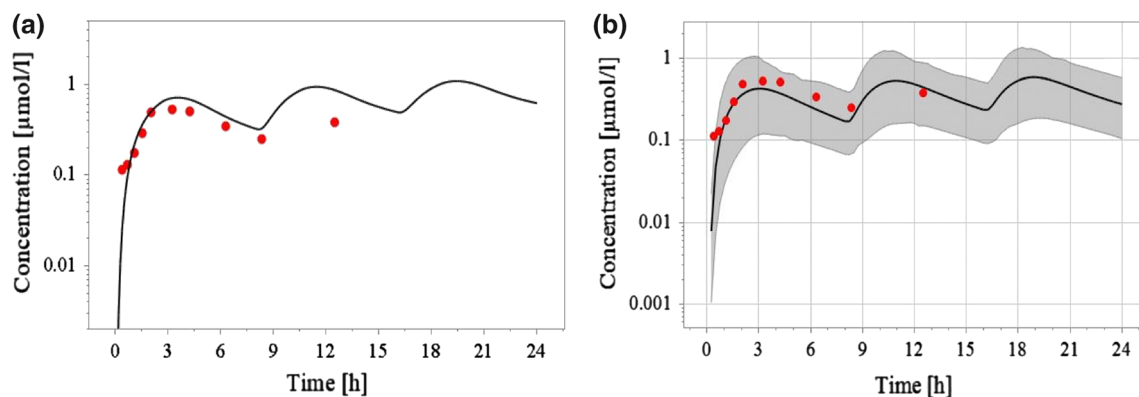 (a)
Concentration [µmol/l]
1
0.1
0.01
0 3 6 9 12 15 18 21 24
Time [h]
(b)
Concentration [µmol/l]
1
0.1
0.01
0.001
0 3 6 9 12 15 18 21 24
Time [h]